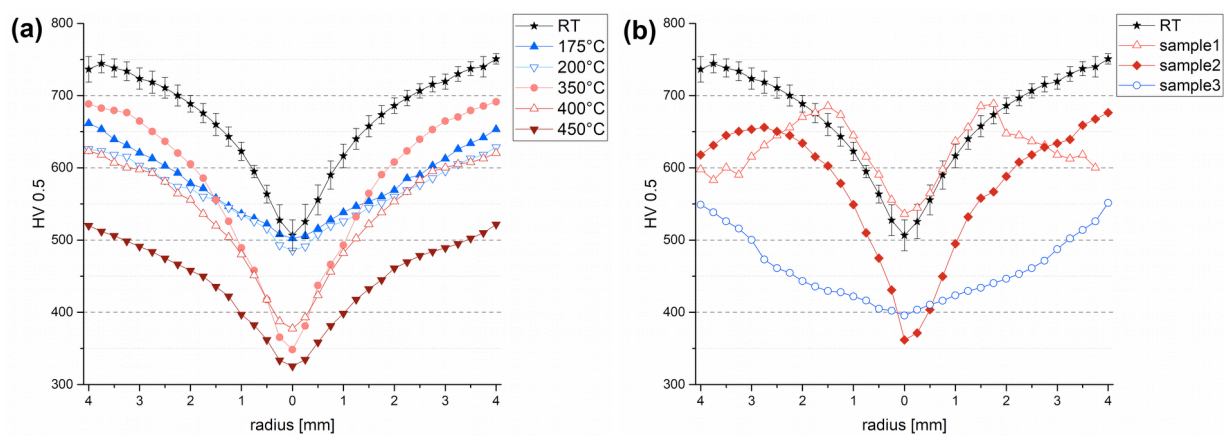 (a)
800
700
600
500
400
300
HV 0.5
4 3 2 1 0 1 2 3 4
radius [mm]
RT
175°C
200°C
350°C
400°C
450°C
(b)
800
700
600
500
400
300
HV 0.5
4 3 2 1 0 1 2 3 4
radius [mm]
RT
sample1
sample2
sample3